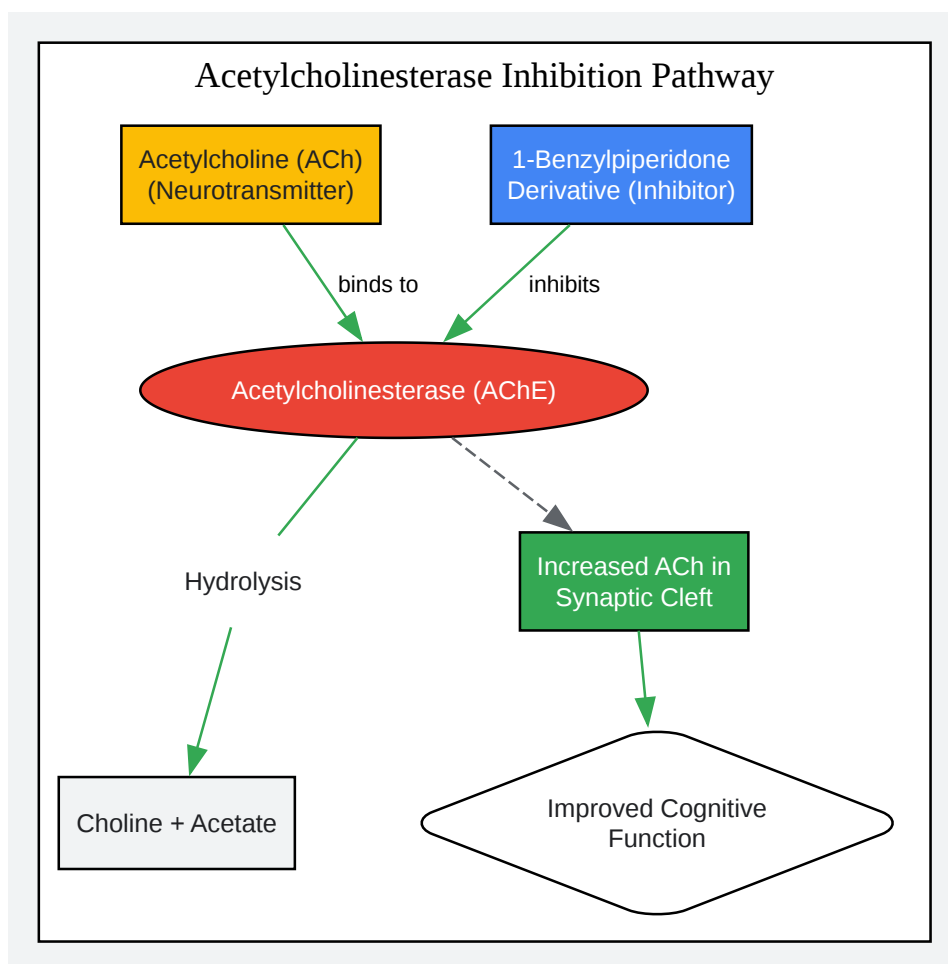 Acetylcholinesterase Inhibition Pathway
Acetylcholine (ACh)
(Neurotransmitter)
1-Benzylpiperidone
Derivative (Inhibitor)
binds to
inhibits
Acetylcholinesterase (AChE)
Hydrolysis
Increased ACh in
Synaptic Cleft
Choline + Acetate
Improved Cognitive
Function